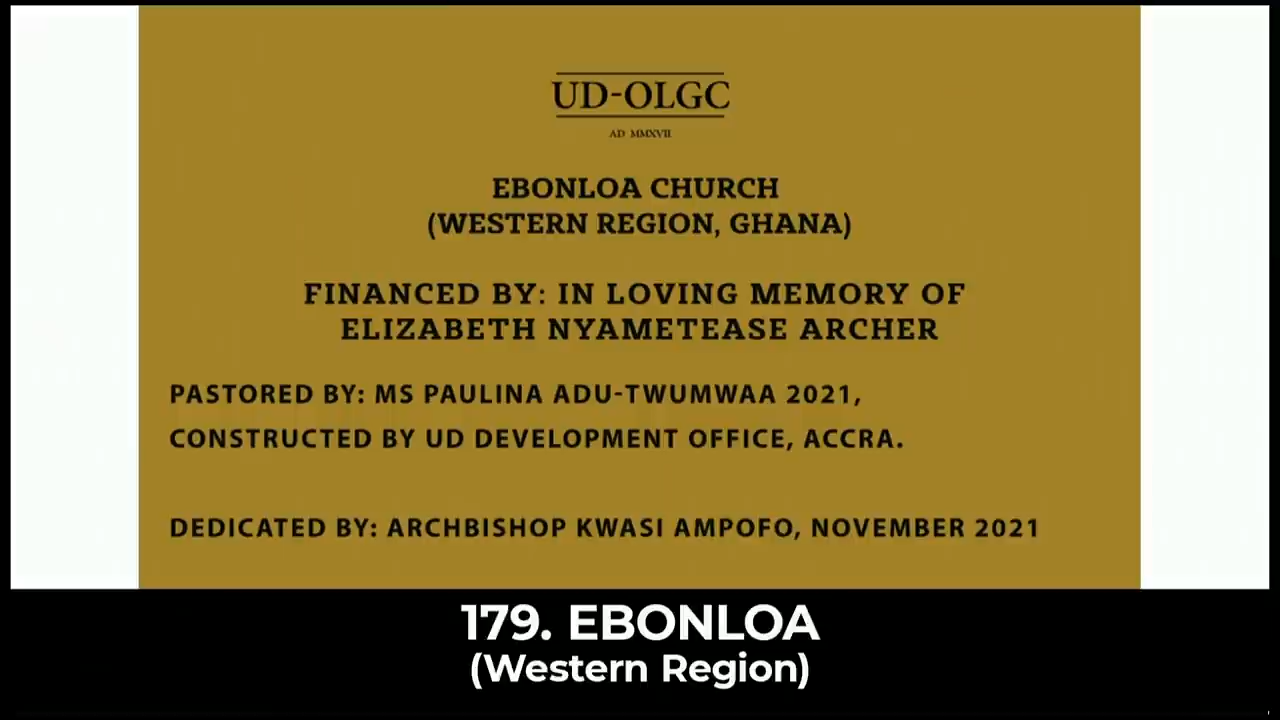 UD-OLGC
AD MMXVII
EBONLOA CHURCH
(WESTERN REGION, GHANA)
FINANCED BY: IN LOVING MEMORY OF
ELIZABETH NYAMETEASE ARCHER
PASTORED BY: MS PAULINA ADU-TWUMWAA 2021,
CONSTRUCTED BY UD DEVELOPMENT OFFICE, ACCRA.
DEDICATED BY: ARCHBISHOP KWASI AMPOFO, NOVEMBER 2021
179. EBONLOA
(Western Region)